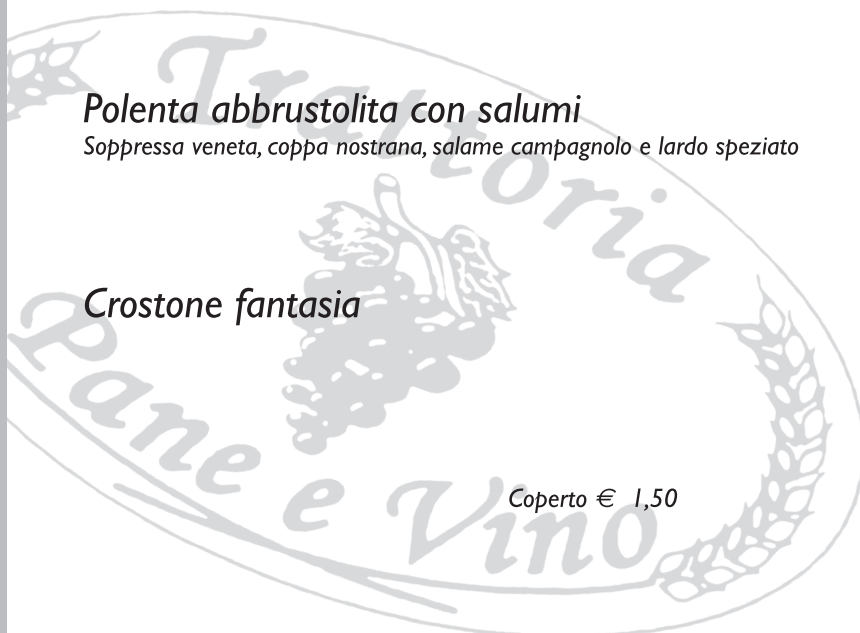 Trattoria
Polenta abbrustolita con salumi
Soppressa veneta, coppa nostrana, salame campagnolo e lardo speziato
Crostone fantasia
Pane e Vino
Coperto € 1,50